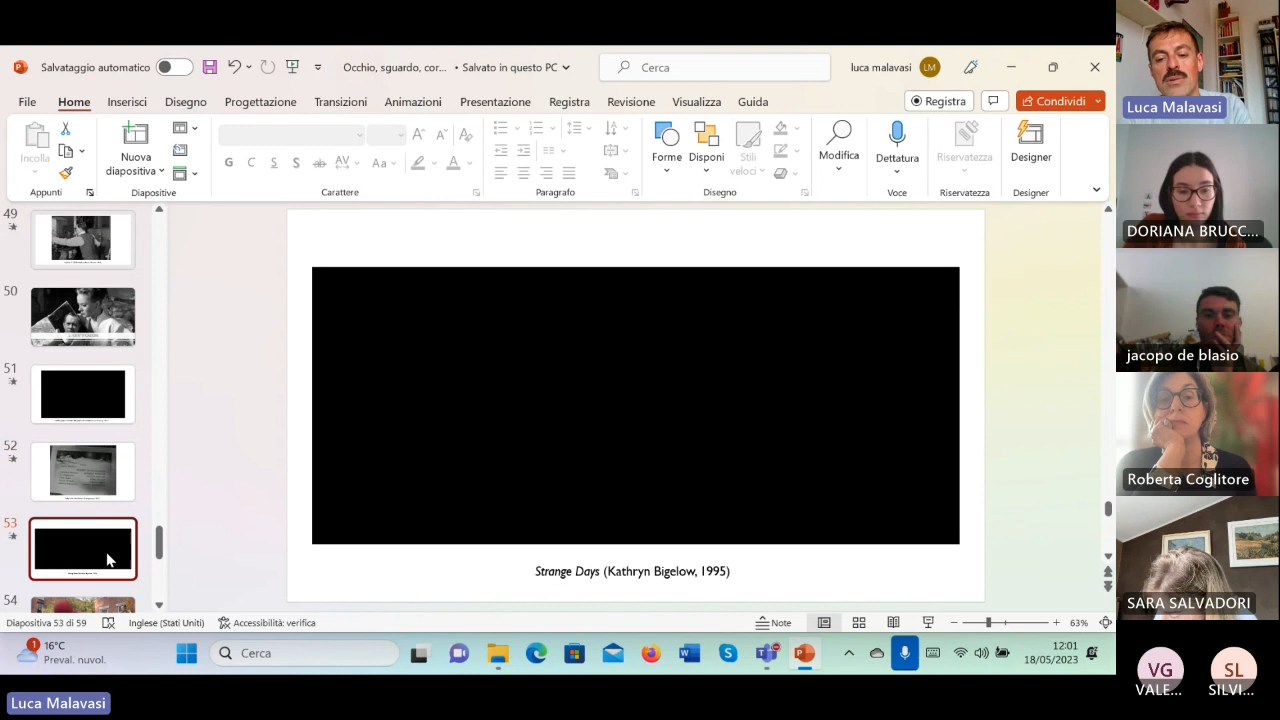 Salvataggio automatico
Occhio, sguardo, cor... • Salvato in questo PC
Cerca
luca malavasi
LM
File Home Inserisci Disegno Progettazione Transizioni Animazioni Presentazione Registra Revisione Visualizza Guida
Registra
Condividi
Incolla
Nuova
diapositiva
G C S S ab AV Aa A
Forme
Disponi
Stili
veloci
Modifica
Dettatura
Riservatezza
Designer
Appunti
Diapositive
Carattere
Paragrafo
Disegno
Voce
Riservatezza
Designer
49
50
51
52
53
54
Strange Days (Kathryn Bigelow, 1995)
Diapositiva 53 di 59
Inglese (Stati Uniti)
Accessibilità: verifica
Note
63%
1
16°C
Preval. nuvol.
Cerca
12:01
18/05/2023
Luca Malavasi
Luca Malavasi
DORIANA BRUCC...
jacopo de blasio
Roberta Coglitore
SARA SALVADORI
VG
VALE...
SL
SILVI...